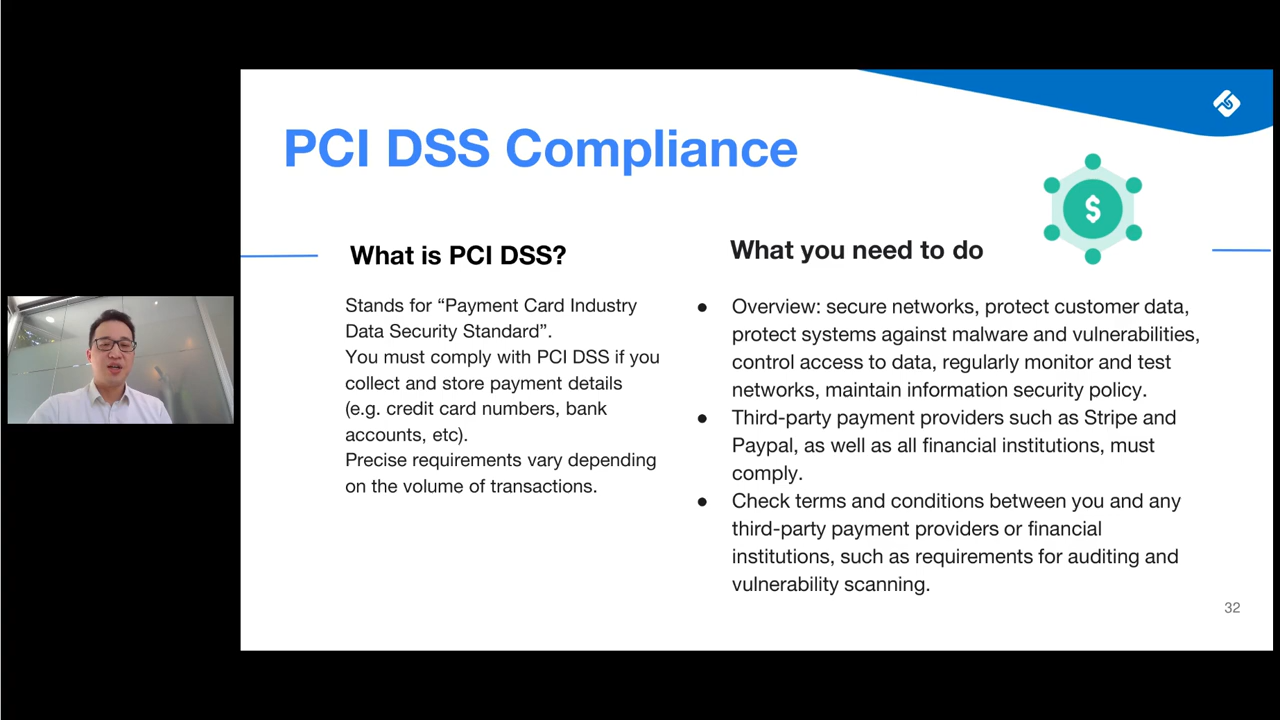 PCI DSS Compliance
$
What is PCI DSS?
Stands for “Payment Card Industry
Data Security Standard”.
You must comply with PCI DSS if you
collect and store payment details
(e.g. credit card numbers, bank
accounts, etc).
Precise requirements vary depending
on the volume of transactions.
What you need to do
● Overview: secure networks, protect customer data,
protect systems against malware and vulnerabilities,
control access to data, regularly monitor and test
networks, maintain information security policy.
● Third-party payment providers such as Stripe and
Paypal, as well as all financial institutions, must
comply.
● Check terms and conditions between you and any
third-party payment providers or financial
institutions, such as requirements for auditing and
vulnerability scanning.
32